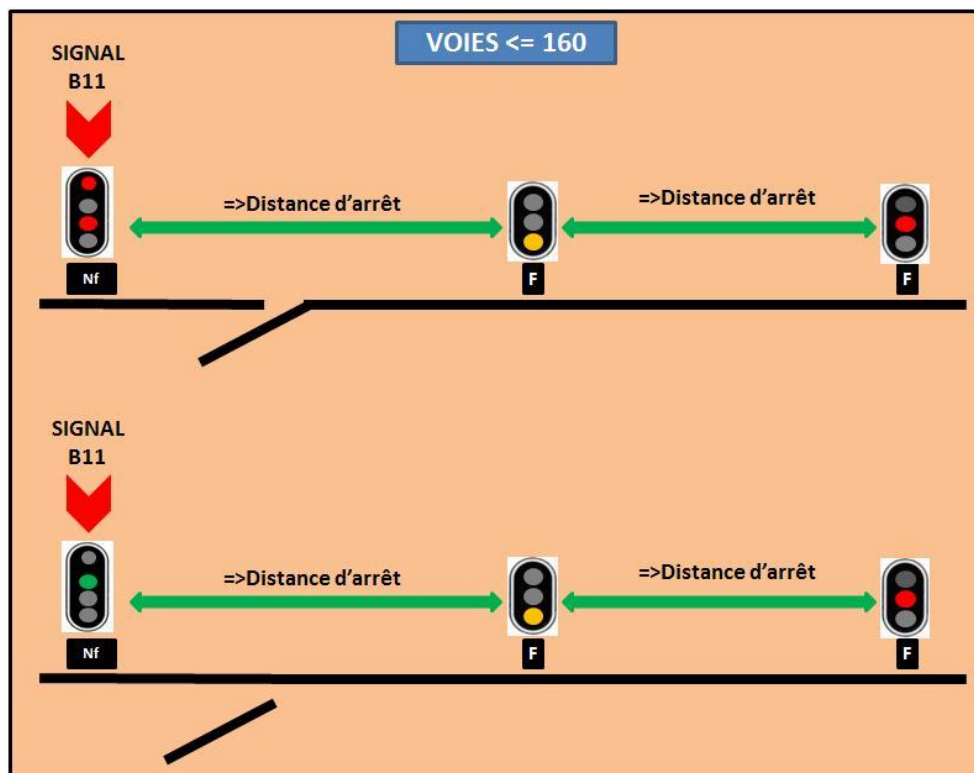 VOIES <= 160
SIGNAL
B11
=>Distance d'arrêt
=>Distance d'arrêt
Nf
F
F
SIGNAL
B11
=>Distance d'arrêt
=>Distance d'arrêt
Nf
F
F